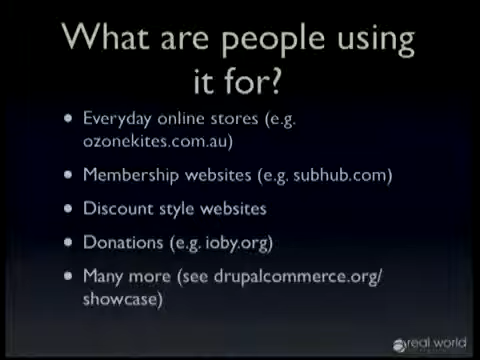 What are people using
it for?
• Everyday online stores (e.g.
ozonekites.com.au)
• Membership websites (e.g. subhub.com)
• Discount style websites
• Donations (e.g. ioby.org)
• Many more (see drupalcommerce.org/
showcase)
real world